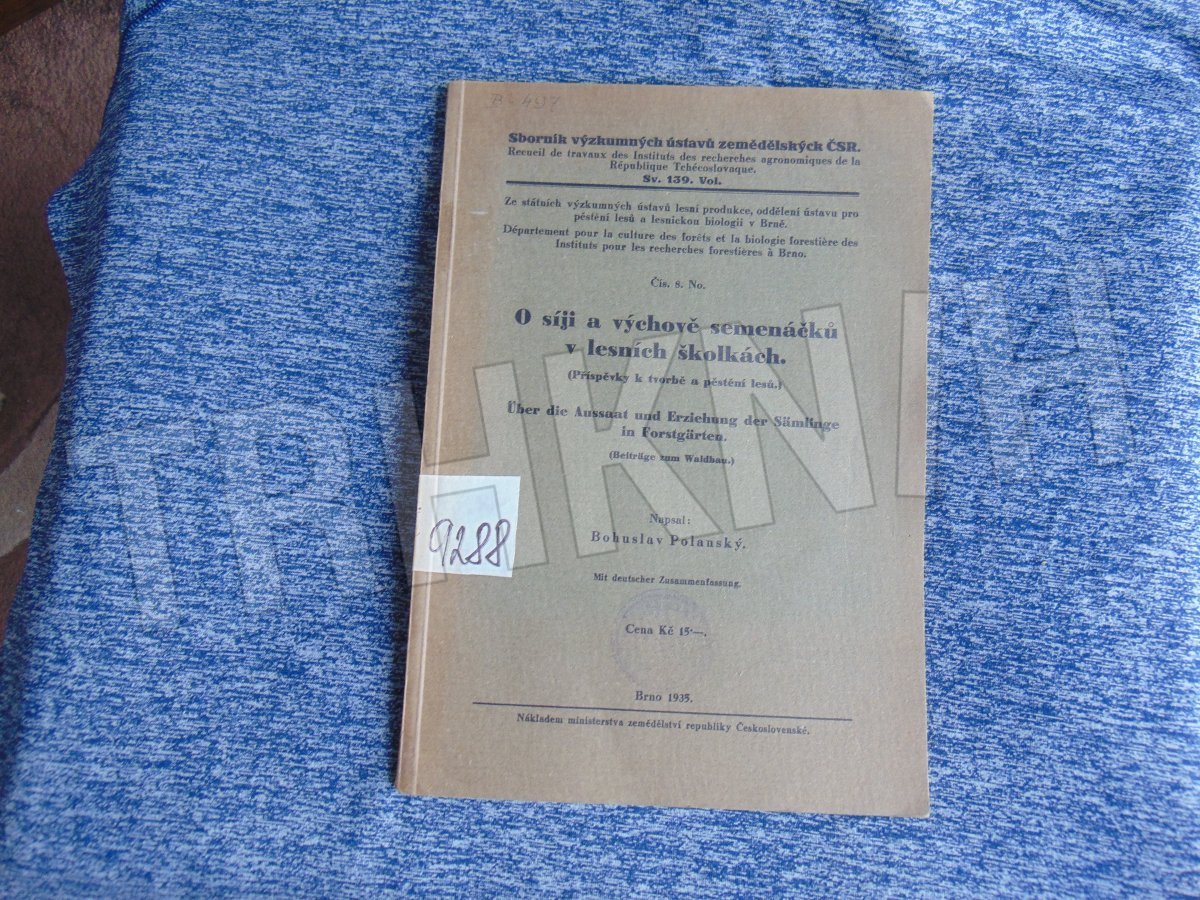 B-497
Sborník výzkumných ústavů zemědělských ČSR.
Recueil de travaux des Instituts des recherches agronomiques de la
République Tchécoslovaque.
Sv. 139. Vol.
Ze státních výzkumných ústavů lesní produkce, oddělení ústavu pro
pěstění lesů a lesnickou biologii v Brně.
Département pour la culture des forêts et la biologie forestière des
Instituts pour les recherches forestières à Brno.
Čís. 8. No.
O síji a výchově semenáčků
v lesních školkách.
(Příspěvky k tvorbě a pěstění lesů.)
Über die Aussaat und Erziehung der Sämlinge
in Forstgärten.
(Beiträge zum Waldbau.)
9288
Napsal:
Bohuslav Polanský.
Mit deutscher Zusammenfassung.
Cena Kč 15·—.
Brno 1935.
Nákladem ministerstva zemědělství republiky Československé.
TRHKNIH